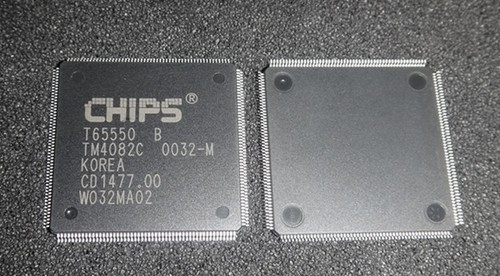 CHIPS®
T65550 B
TM4082C 0032-M
KOREA
CD1477.00
W032MA02